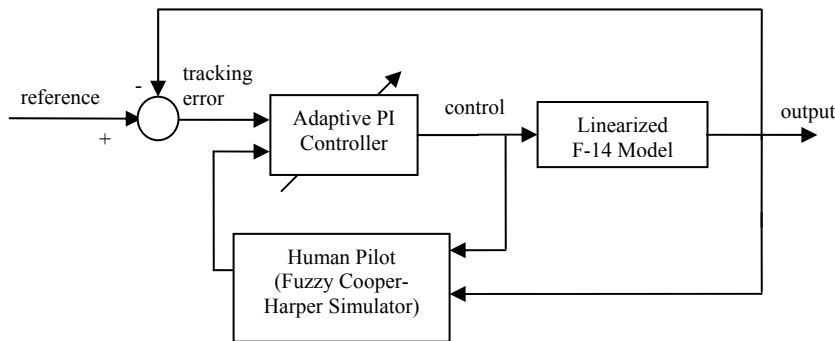 -
reference
tracking
error
+
Adaptive PI
Controller
control
Linearized
F-14 Model
output
Human Pilot
(Fuzzy Cooper-
Harper Simulator)